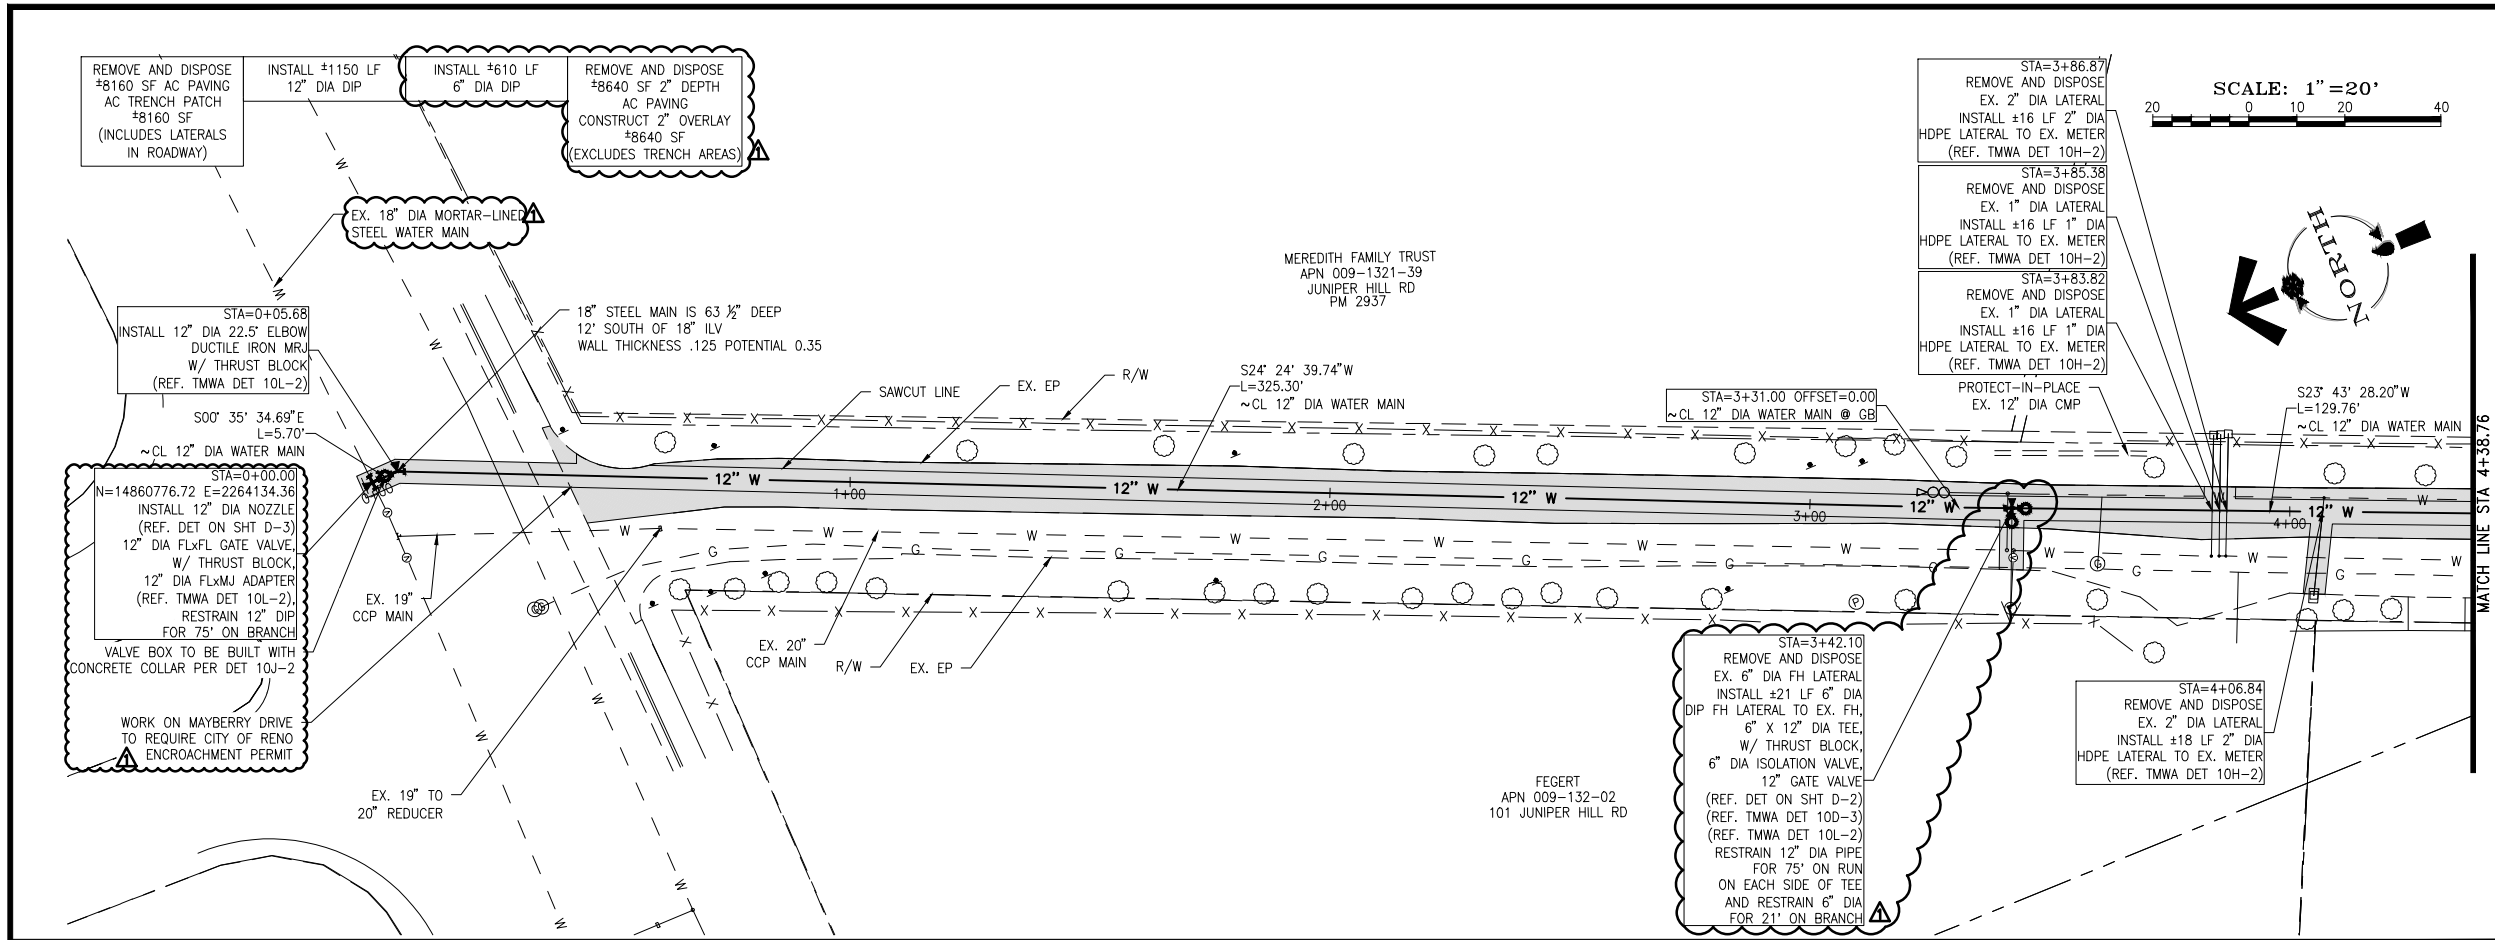 REMOVE AND DISPOSE
±8160 SF AC PAVING
AC TRENCH PATCH
±8160 SF
(INCLUDES LATERALS
IN ROADWAY)
INSTALL ±1150 LF
12" DIA DIP
INSTALL ±610 LF
6" DIA DIP
REMOVE AND DISPOSE
±8640 SF 2" DEPTH
AC PAVING
CONSTRUCT 2" OVERLAY
±8640 SF
(EXCLUDES TRENCH AREAS)
1
EX. 18" DIA MORTAR-LINED
STEEL WATER MAIN
1
STA=0+05.68
INSTALL 12" DIA 22.5° ELBOW
DUCTILE IRON MRJ
W/ THRUST BLOCK
(REF. TMWA DET 10L-2)
18" STEEL MAIN IS 63 ½" DEEP
12' SOUTH OF 18" ILV
WALL THICKNESS .125 POTENTIAL 0.35
S00° 35' 34.69"E
L=5.70'
~CL 12" DIA WATER MAIN
STA=0+00.00
N=14860776.72 E=2264134.36
INSTALL 12" DIA NOZZLE
(REF. DET ON SHT D-3)
12" DIA FLxFL GATE VALVE,
W/ THRUST BLOCK,
12" DIA FLxMJ ADAPTER
(REF. TMWA DET 10L-2),
RESTRAIN 12" DIP
FOR 75' ON BRANCH
VALVE BOX TO BE BUILT WITH
CONCRETE COLLAR PER DET 10J-2
WORK ON MAYBERRY DRIVE
TO REQUIRE CITY OF RENO
ENCROACHMENT PERMIT
1
EX. 19"
CCP MAIN
EX. 19" TO
20" REDUCER
SAWCUT LINE
EX. EP
R/W
S24° 24' 39.74"W
L=325.30'
~CL 12" DIA WATER MAIN
MEREDITH FAMILY TRUST
APN 009-1321-39
JUNIPER HILL RD
PM 2937
12" W
1+00
12" W
2+00
12" W
3+00
12" W
4+00
12" W
EX. 20"
CCP MAIN
R/W
EX. EP
STA=3+31.00 OFFSET=0.00
~CL 12" DIA WATER MAIN @ GB
STA=3+86.87
REMOVE AND DISPOSE
EX. 2" DIA LATERAL
INSTALL ±16 LF 2" DIA
HDPE LATERAL TO EX. METER
(REF. TMWA DET 10H-2)
STA=3+85.38
REMOVE AND DISPOSE
EX. 1" DIA LATERAL
INSTALL ±16 LF 1" DIA
HDPE LATERAL TO EX. METER
(REF. TMWA DET 10H-2)
STA=3+83.82
REMOVE AND DISPOSE
EX. 1" DIA LATERAL
INSTALL ±16 LF 1" DIA
HDPE LATERAL TO EX. METER
(REF. TMWA DET 10H-2)
PROTECT-IN-PLACE
EX. 12" DIA CMP
SCALE: 1"=20'
20 0 10 20 40
NORTH
S23° 43' 28.20"W
L=129.76'
~CL 12" DIA WATER MAIN
MATCH LINE STA 4+38.76
STA=3+42.10
REMOVE AND DISPOSE
EX. 6" DIA FH LATERAL
INSTALL ±21 LF 6" DIA
DIP FH LATERAL TO EX. FH,
6" X 12" DIA TEE,
W/ THRUST BLOCK,
6" DIA ISOLATION VALVE,
12" GATE VALVE
(REF. DET ON SHT D-2)
(REF. TMWA DET 10D-3)
(REF. TMWA DET 10L-2)
RESTRAIN 12" DIA PIPE
FOR 75' ON RUN
ON EACH SIDE OF TEE
AND RESTRAIN 6" DIA
FOR 21' ON BRANCH
1
FEGERT
APN 009-132-02
101 JUNIPER HILL RD
STA=4+06.84
REMOVE AND DISPOSE
EX. 2" DIA LATERAL
INSTALL ±18 LF 2" DIA
HDPE LATERAL TO EX. METER
(REF. TMWA DET 10H-2)